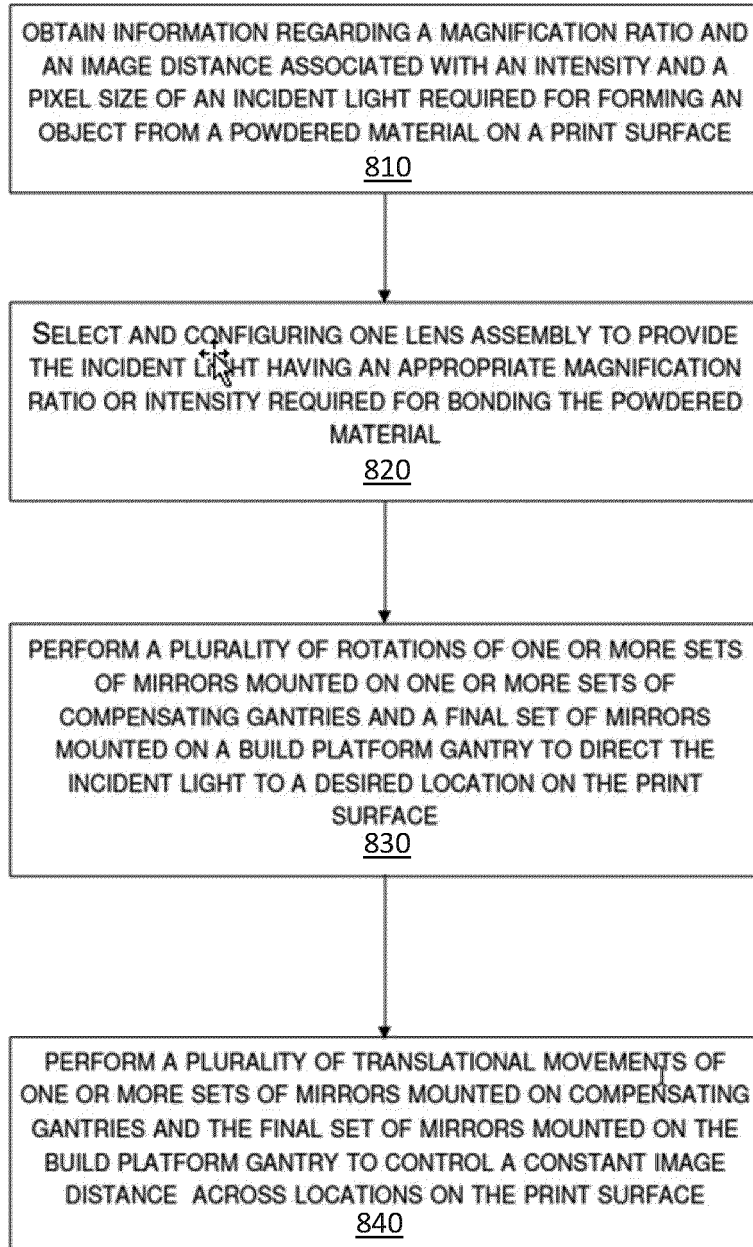 OBTAIN INFORMATION REGARDING A MAGNIFICATION RATIO AND
AN IMAGE DISTANCE ASSOCIATED WITH AN INTENSITY AND A
PIXEL SIZE OF AN INCIDENT LIGHT REQUIRED FOR FORMING AN
OBJECT FROM A POWDERED MATERIAL ON A PRINT SURFACE
810
SELECT AND CONFIGURING ONE LENS ASSEMBLY TO PROVIDE
THE INCIDENT LIGHT HAVING AN APPROPRIATE MAGNIFICATION
RATIO OR INTENSITY REQUIRED FOR BONDING THE POWDERED
MATERIAL
820
PERFORM A PLURALITY OF ROTATIONS OF ONE OR MORE SETS
OF MIRRORS MOUNTED ON ONE OR MORE SETS OF
COMPENSATING GANTRIES AND A FINAL SET OF MIRRORS
MOUNTED ON A BUILD PLATFORM GANTRY TO DIRECT THE
INCIDENT LIGHT TO A DESIRED LOCATION ON THE PRINT
SURFACE
830
PERFORM A PLURALITY OF TRANSLATIONAL MOVEMENTS OF
ONE OR MORE SETS OF MIRRORS MOUNTED ON COMPENSATING
GANTRIES AND THE FINAL SET OF MIRRORS MOUNTED ON THE
BUILD PLATFORM GANTRY TO CONTROL A CONSTANT IMAGE
DISTANCE ACROSS LOCATIONS ON THE PRINT SURFACE
840